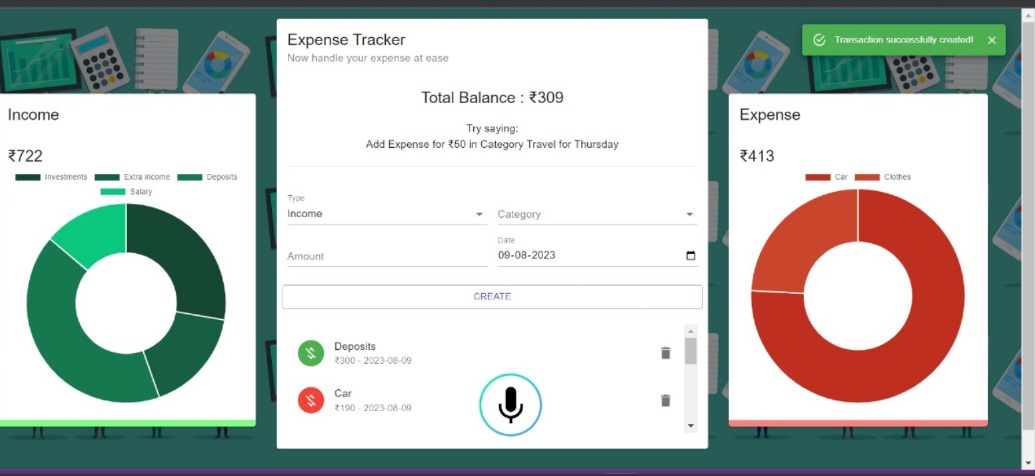 Transaction successfully created!
Income
₹722
Investments Extra income Deposits
Salary
Expense Tracker
Now handle your expense at ease
Total Balance : ₹309
Try saying:
Add Expense for ₹50 in Category Travel for Thursday
Type
Income
Category
Amount
Date
09-08-2023
CREATE
Deposits
₹300 - 2023-08-09
Car
₹190 - 2023-08-09
Expense
₹413
Car Clothes